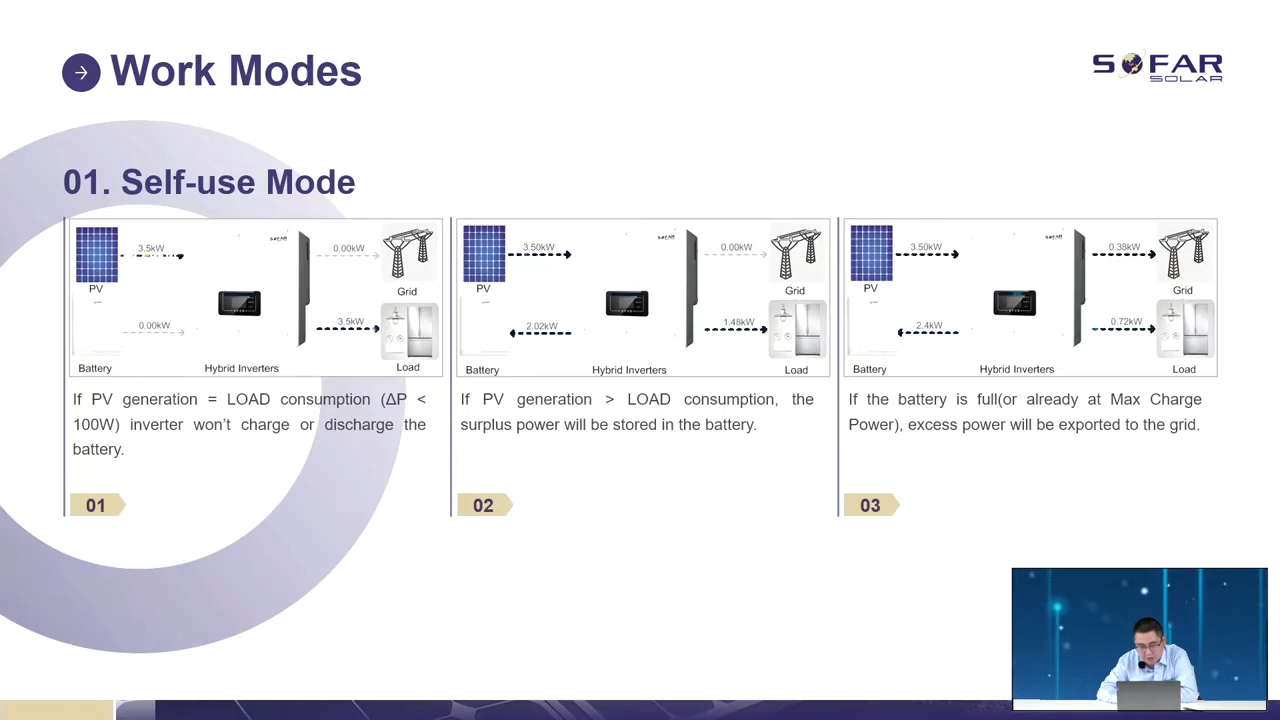 Work Modes
SOFAR
SOLAR
01. Self-use Mode
3.5kW
0.00kW
SOFAR
PV
Grid
0.00kW
3.5kW
Battery
Hybrid Inverters
Load
If PV generation = LOAD consumption (ΔP <
100W) inverter won't charge or discharge the
battery.
01
3.50kW
0.00kW
SOFAR
PV
Grid
2.02kW
1.48kW
Battery
Hybrid Inverters
Load
If PV generation > LOAD consumption, the
surplus power will be stored in the battery.
02
3.50kW
0.38kW
SOFAR
PV
Grid
2.4kW
0.72kW
Battery
Hybrid Inverters
Load
If the battery is full(or already at Max Charge
Power), excess power will be exported to the grid.
03